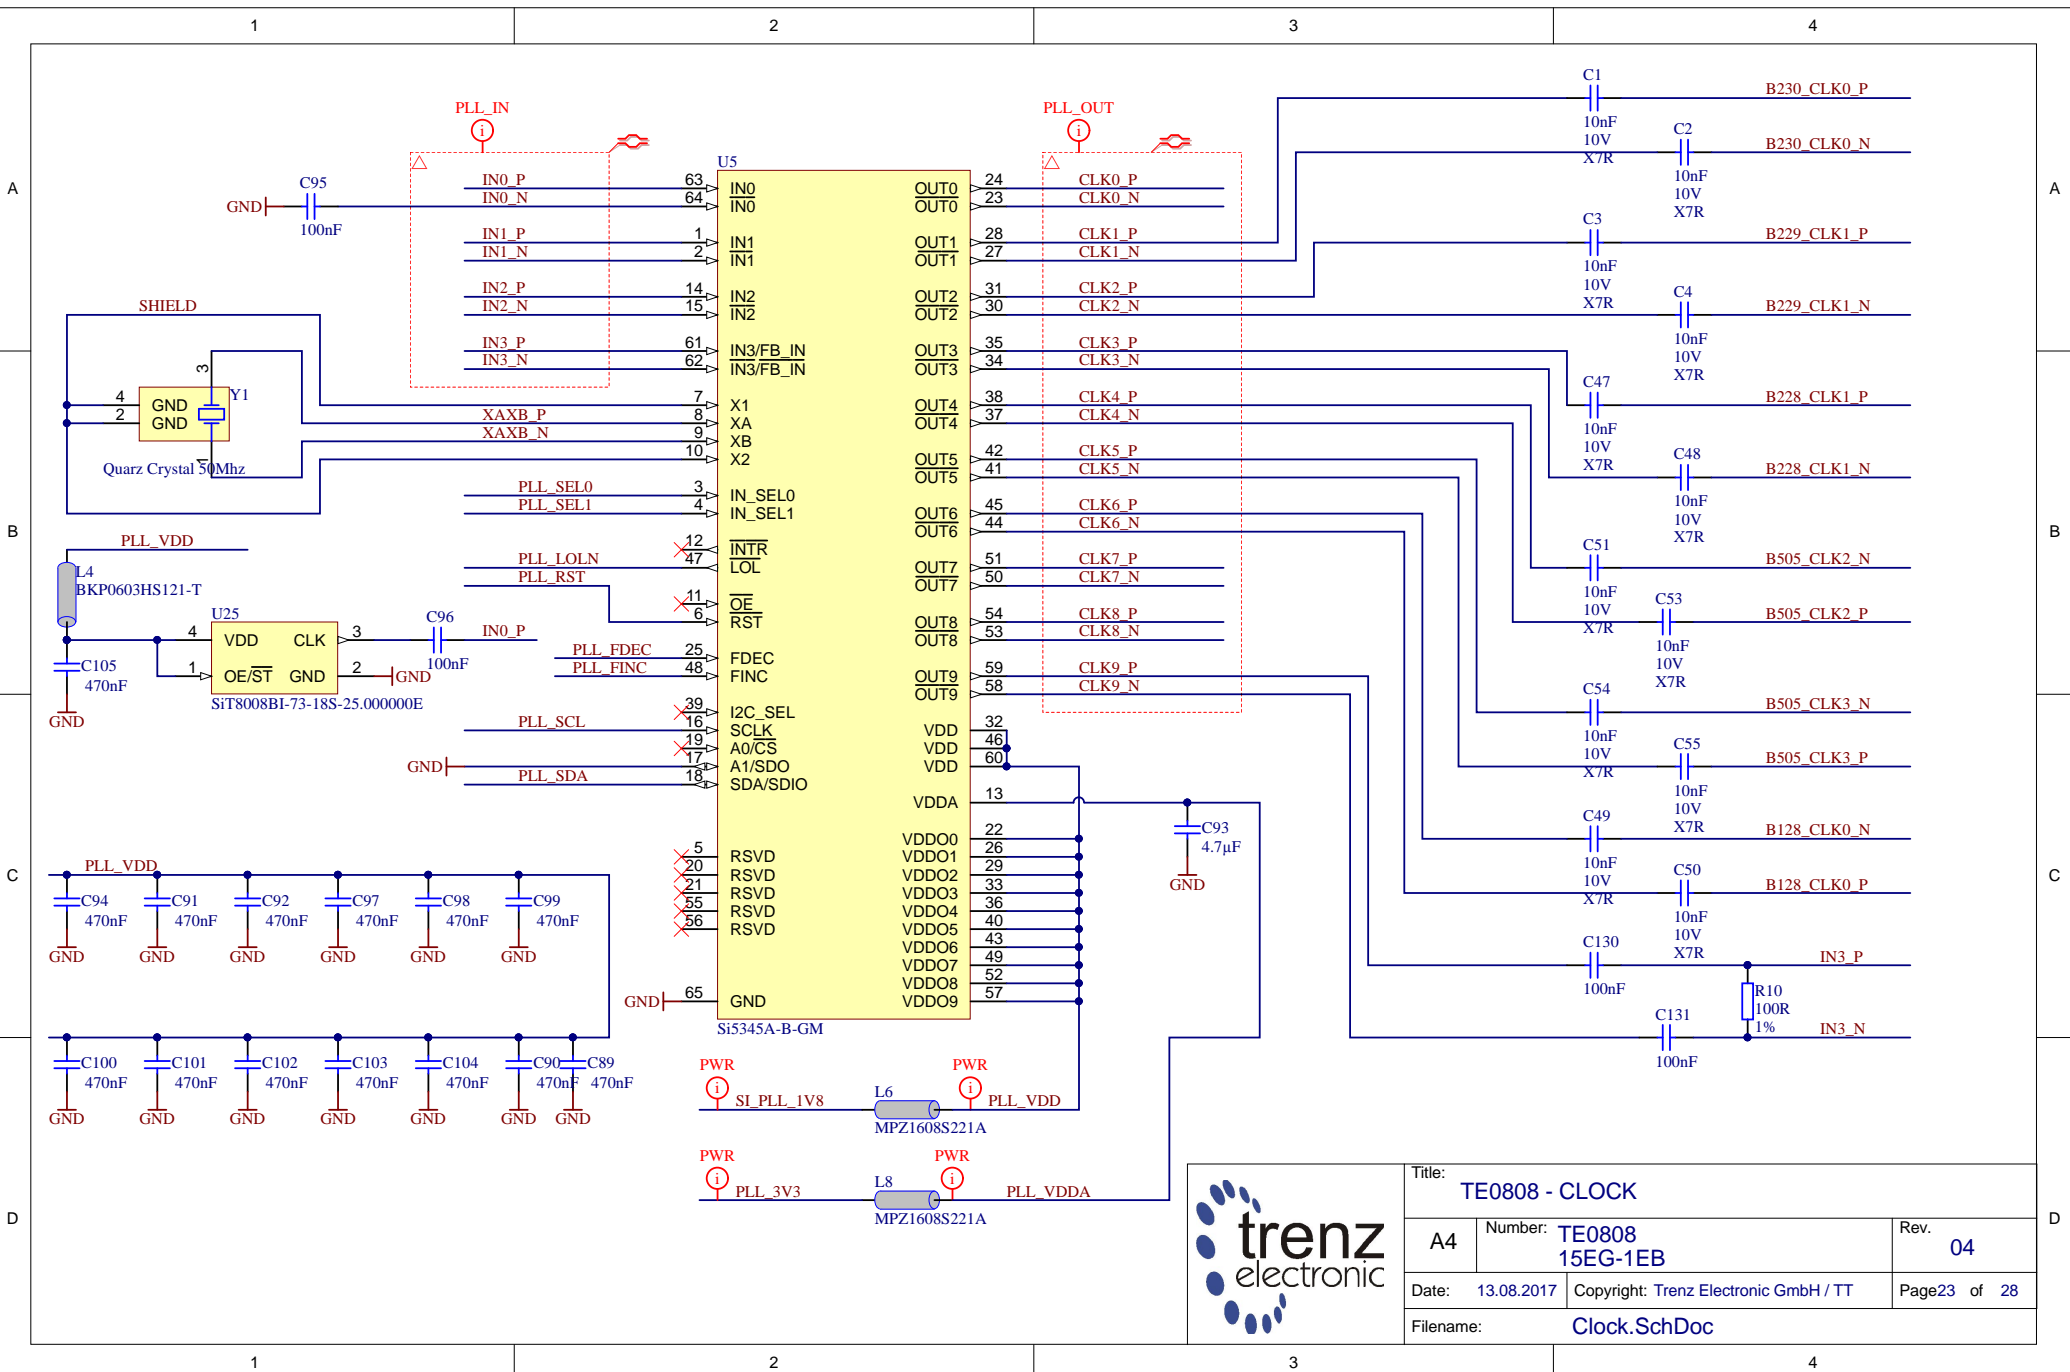 1 2 3 4
A
B
C
D
A
B
C
D
PLL_IN
i
C95
GND
100nF
IN0_P
IN0_N
IN1_P
IN1_N
IN2_P
IN2_N
IN3_P
IN3_N
SHIELD
3
Y1
4 GND
2 GND
1
Quarz Crystal 50Mhz
XAXB_P
XAXB_N
PLL_SEL0
PLL_SEL1
PLL_VDD
L4
BKP0603HS121-T
PLL_LOLN
PLL_RST
U25
4 VDD CLK 3
1 OE/ST GND 2
SiT8008BI-73-18S-25.000000E
C96
100nF
IN0_P
GND
C105
470nF
GND
PLL_FDEC
PLL_FINC
PLL_SCL
GND
PLL_SDA
U5
63 IN0
64 IN0
1 IN1
2 IN1
14 IN2
15 IN2
61 IN3/FB_IN
62 IN3/FB_IN
7 X1
8 XA
9 XB
10 X2
3 IN_SEL0
4 IN_SEL1
12 INTR
47 LOL
11 OE
6 RST
25 FDEC
48 FINC
39 I2C_SEL
16 SCLK
19 A0/CS
17 A1/SDO
18 SDA/SDIO
5 RSVD
20 RSVD
21 RSVD
55 RSVD
56 RSVD
GND 65 GND
Si5345A-B-GM
PLL_OUT
i
OUT0 24 CLK0_P
OUT0 23 CLK0_N
OUT1 28 CLK1_P
OUT1 27 CLK1_N
OUT2 31 CLK2_P
OUT2 30 CLK2_N
OUT3 35 CLK3_P
OUT3 34 CLK3_N
OUT4 38 CLK4_P
OUT4 37 CLK4_N
OUT5 42 CLK5_P
OUT5 41 CLK5_N
OUT6 45 CLK6_P
OUT6 44 CLK6_N
OUT7 51 CLK7_P
OUT7 50 CLK7_N
OUT8 54 CLK8_P
OUT8 53 CLK8_N
OUT9 59 CLK9_P
OUT9 58 CLK9_N
VDD 32
VDD 46
VDD 60
VDDA 13
VDDO0 22
VDDO1 26
VDDO2 29
VDDO3 33
VDDO4 36
VDDO5 40
VDDO6 43
VDDO7 49
VDDO8 52
VDDO9 57
C93
4.7µF
GND
C1
10nF
10V
X7R
B230_CLK0_P
C2
10nF
10V
X7R
B230_CLK0_N
C3
10nF
10V
X7R
B229_CLK1_P
C4
10nF
10V
X7R
B229_CLK1_N
C47
10nF
10V
X7R
B228_CLK1_P
C48
10nF
10V
X7R
B228_CLK1_N
C51
10nF
10V
X7R
B505_CLK2_N
C53
10nF
10V
X7R
B505_CLK2_P
C54
10nF
10V
X7R
B505_CLK3_N
C55
10nF
10V
X7R
B505_CLK3_P
C49
10nF
10V
X7R
B128_CLK0_N
C50
10nF
10V
X7R
B128_CLK0_P
C130
100nF
IN3_P
R10
100R
1%
C131
100nF
IN3_N
PLL_VDD
C94 C91 C92 C97 C98 C99
470nF 470nF 470nF 470nF 470nF 470nF
GND GND GND GND GND GND
C100 C101 C102 C103 C104 C90 C89
470nF 470nF 470nF 470nF 470nF 470nF 470nF
GND GND GND GND GND GND GND
PWR PWR
i i
SI_PLL_1V8 L6 PLL_VDD
MPZ1608S221A
PWR PWR
i i
PLL_3V3 L8 PLL_VDDA
MPZ1608S221A
trenz
electronic
Title:
TE0808 - CLOCK
A4 Number: TE0808
15EG-1EB
Rev.
04
Date: 13.08.2017 Copyright: Trenz Electronic GmbH / TT Page23 of 28
Filename: Clock.SchDoc
1 2 3 4